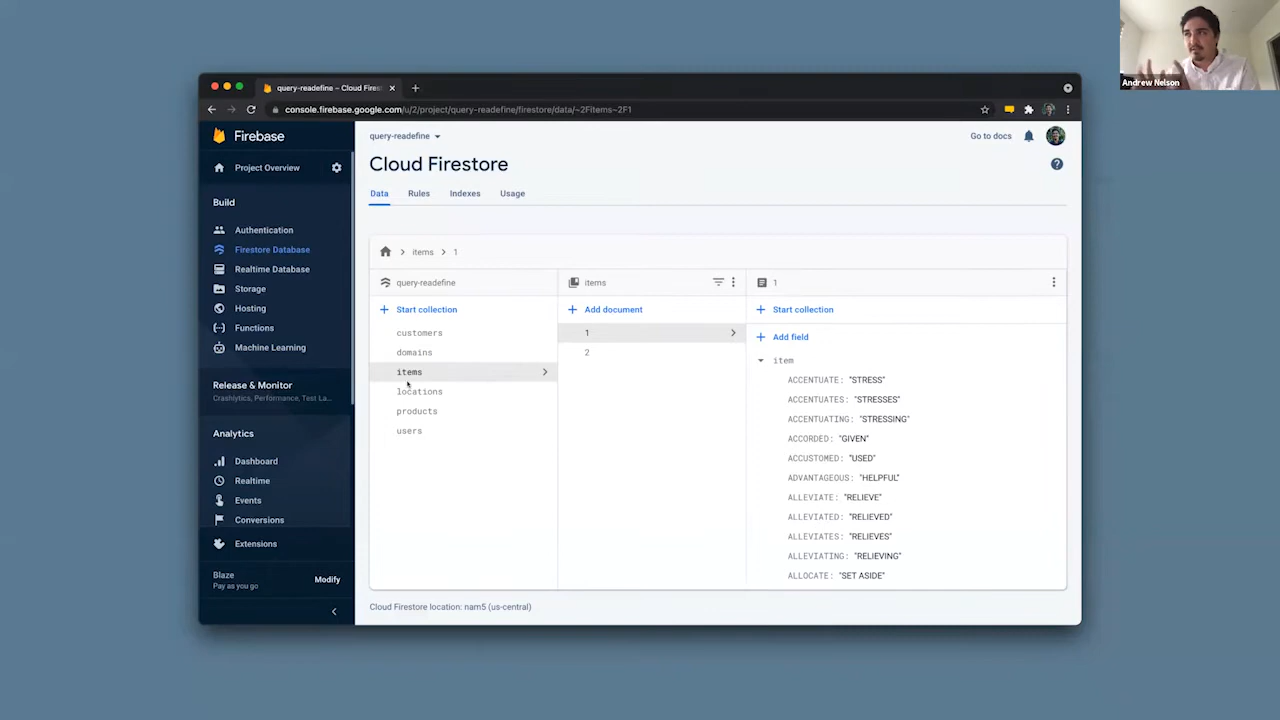 Andrew Nelson
query-readefine – Cloud Firest
console.firebase.google.com/u/2/project/query-readefine/firestore/data/~2Fitems~2F1
Firebase
query-readefine
Go to docs
Project Overview
Cloud Firestore
Data
Rules
Indexes
Usage
Build
Authentication
Firestore Database
Realtime Database
Storage
Hosting
Functions
Machine Learning
Release & Monitor
Crashlytics, Performance, Test La...
Analytics
Dashboard
Realtime
Events
Conversions
Extensions
Blaze
Pay as you go
Modify
items
1
query-readefine
Start collection
customers
domains
items
locations
products
users
items
Add document
1
2
1
Start collection
Add field
item
ACCENTUATE: "STRESS"
ACCENTUATES: "STRESSES"
ACCENTUATING: "STRESSING"
ACCORDED: "GIVEN"
ACCUSTOMED: "USED"
ADVANTAGEOUS: "HELPFUL"
ALLEVIATE: "RELIEVE"
ALLEVIATED: "RELIEVED"
ALLEVIATES: "RELIEVES"
ALLEVIATING: "RELIEVING"
ALLOCATE: "SET ASIDE"
Cloud Firestore location: nam5 (us-central)